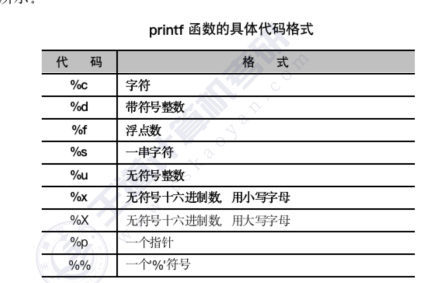 所示:
printf 函数的具体代码格式
代 码 格 式
%c 字符
%d 带符号整数
%f 浮点数
%s 一串字符
%u 无符号整数
%x 无符号十六进制数, 用小写字母
%X 无符号十六进制数, 用大写字母
%p 一个指针
%% 一个'%'符号